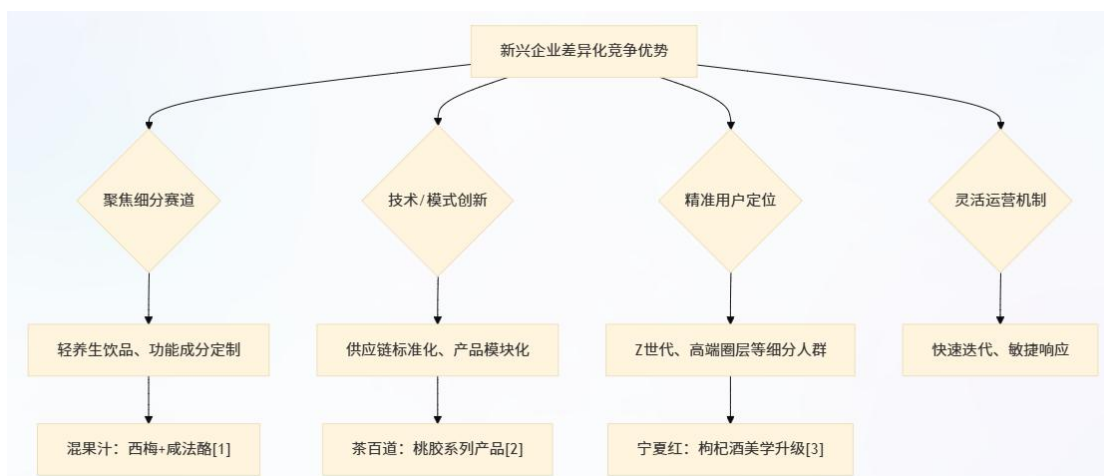 新兴企业差异化竞争优势
聚焦细分赛道
技术/模式创新
精准用户定位
灵活运营机制
轻养生饮品、功能成分定制
供应链标准化、产品模块化
Z世代、高端圈层等细分人群
快速迭代、敏捷响应
混果汁：西梅+咸法酪[1]
茶百道：桃胶系列产品[2]
宁夏红：枸杞酒美学升级[3]